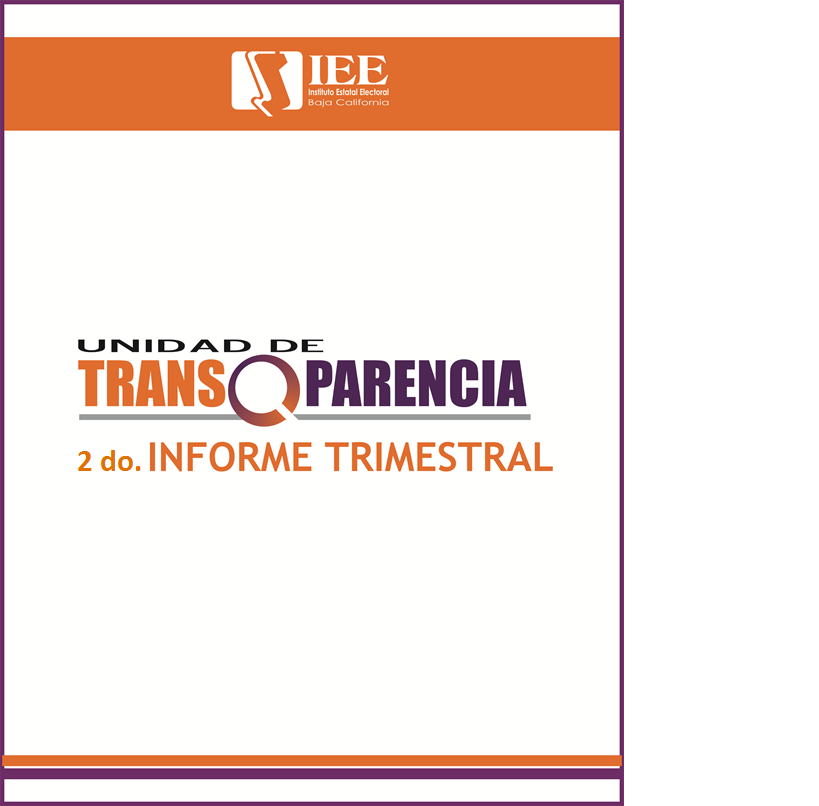 IEE
Instituto Estatal Electoral
Baja California
UNIDAD DE
TRANSPARENCIA
2 do. INFORME TRIMESTRAL